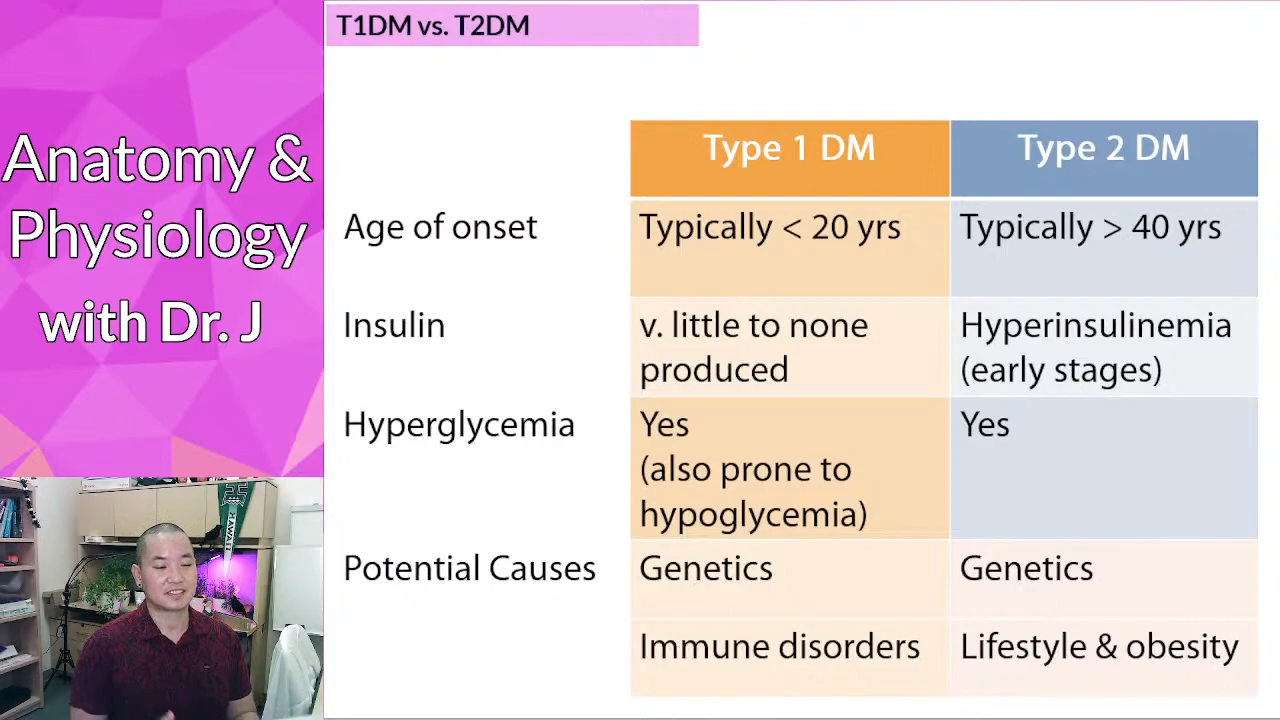 T1DM vs. T2DM
Anatomy &
Physiology
with Dr. J
Type 1 DM
Type 2 DM
Age of onset
Typically < 20 yrs
Typically > 40 yrs
Insulin
v. little to none
produced
Hyperinsulinemia
(early stages)
Hyperglycemia
Yes
(also prone to
hypoglycemia)
Yes
Potential Causes
Genetics
Genetics
Immune disorders
Lifestyle & obesity
HAWAII